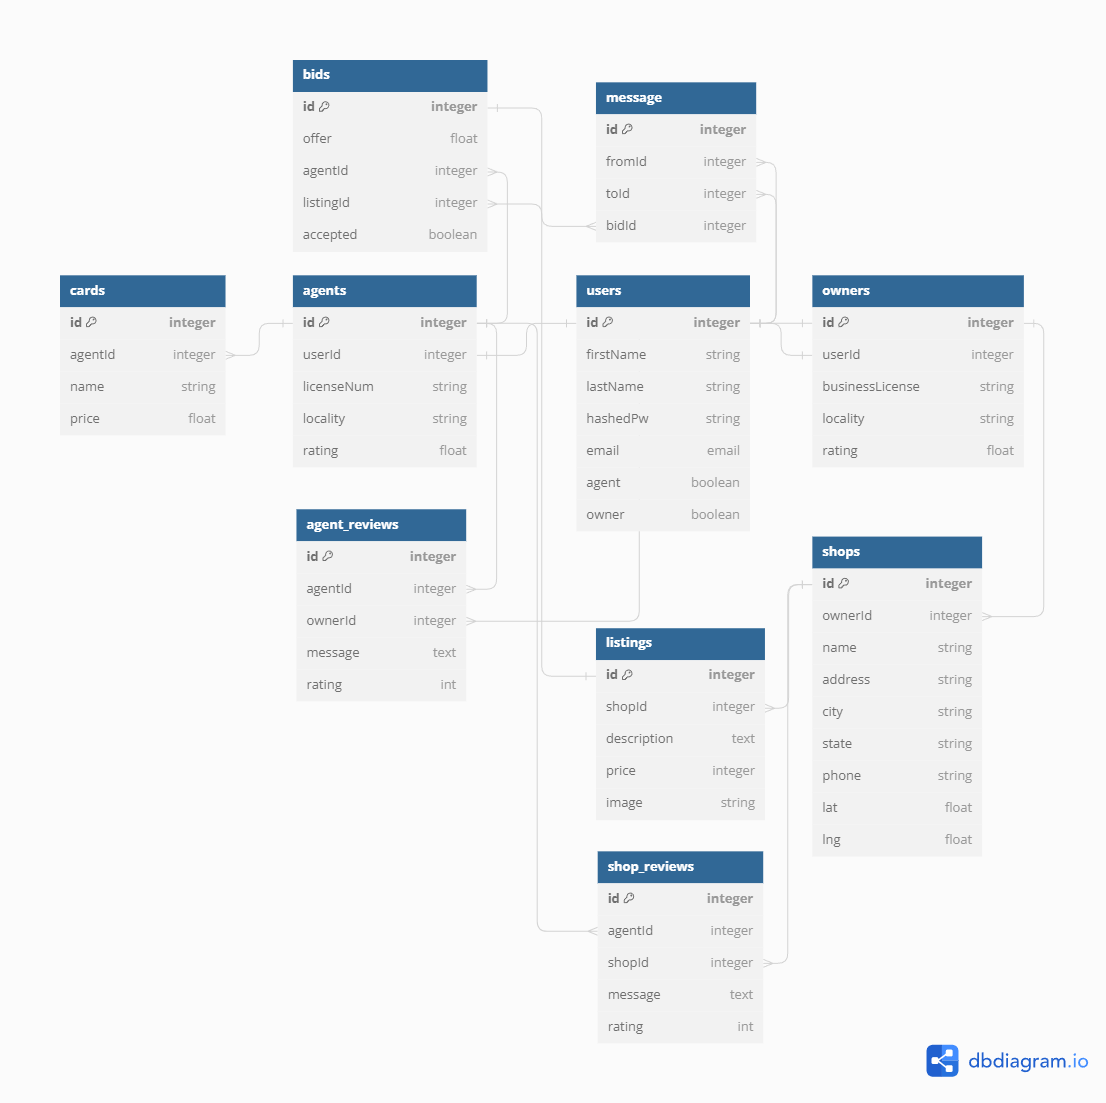 bids
id integer
offer float
agentId integer
listingId integer
accepted boolean
message
id integer
fromId integer
toId integer
bidId integer
cards
id integer
agentId integer
name string
price float
agents
id integer
userId integer
licenseNum string
locality string
rating float
users
id integer
firstName string
lastName string
hashedPw string
email email
agent boolean
owner boolean
owners
id integer
userId integer
businessLicense string
locality string
rating float
agent_reviews
id integer
agentId integer
ownerId integer
message text
rating int
shops
id integer
ownerId integer
name string
address string
city string
state string
phone string
lat float
lng float
listings
id integer
shopId integer
description text
price integer
image string
shop_reviews
id integer
agentId integer
shopId integer
message text
rating int
dbdiagram.io